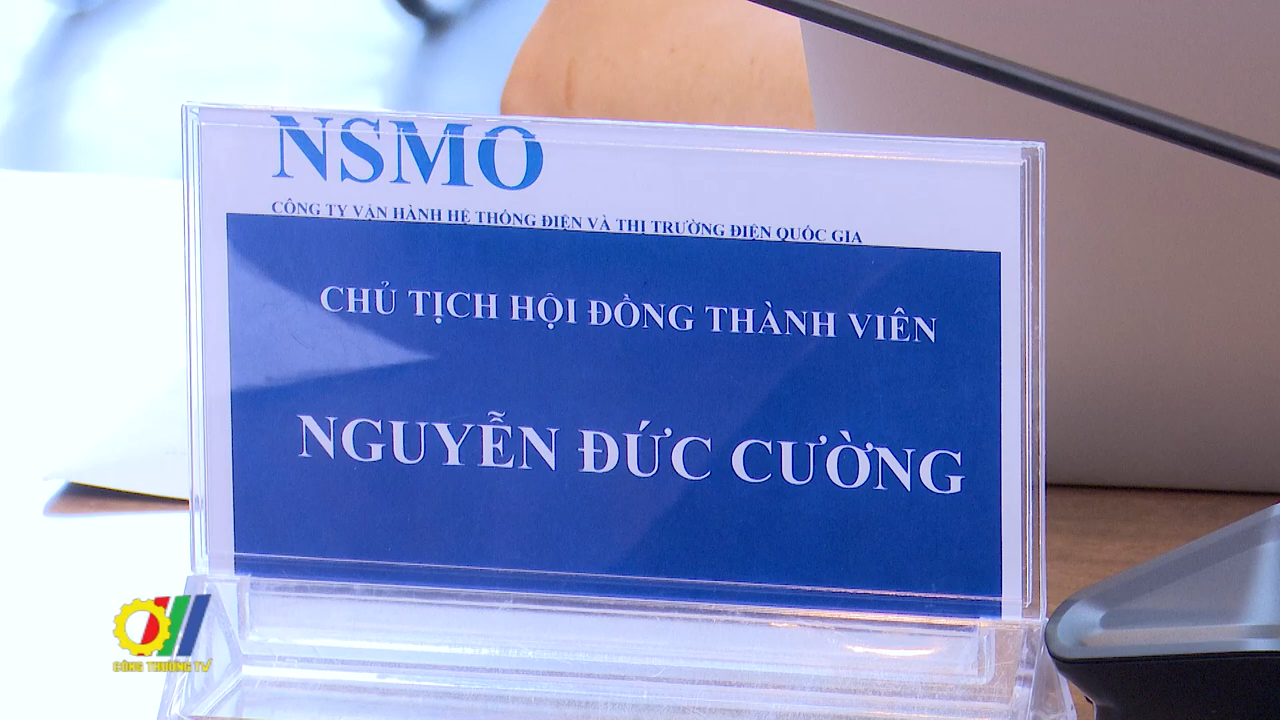 NSMO
CÔNG TY VẬN HÀNH HỆ THỐNG ĐIỆN VÀ THỊ TRƯỜNG ĐIỆN QUỐC GIA
CHỦ TỊCH HỘI ĐỒNG THÀNH VIÊN
NGUYỄN ĐỨC CƯỜNG
CÔNG THƯƠNG TV